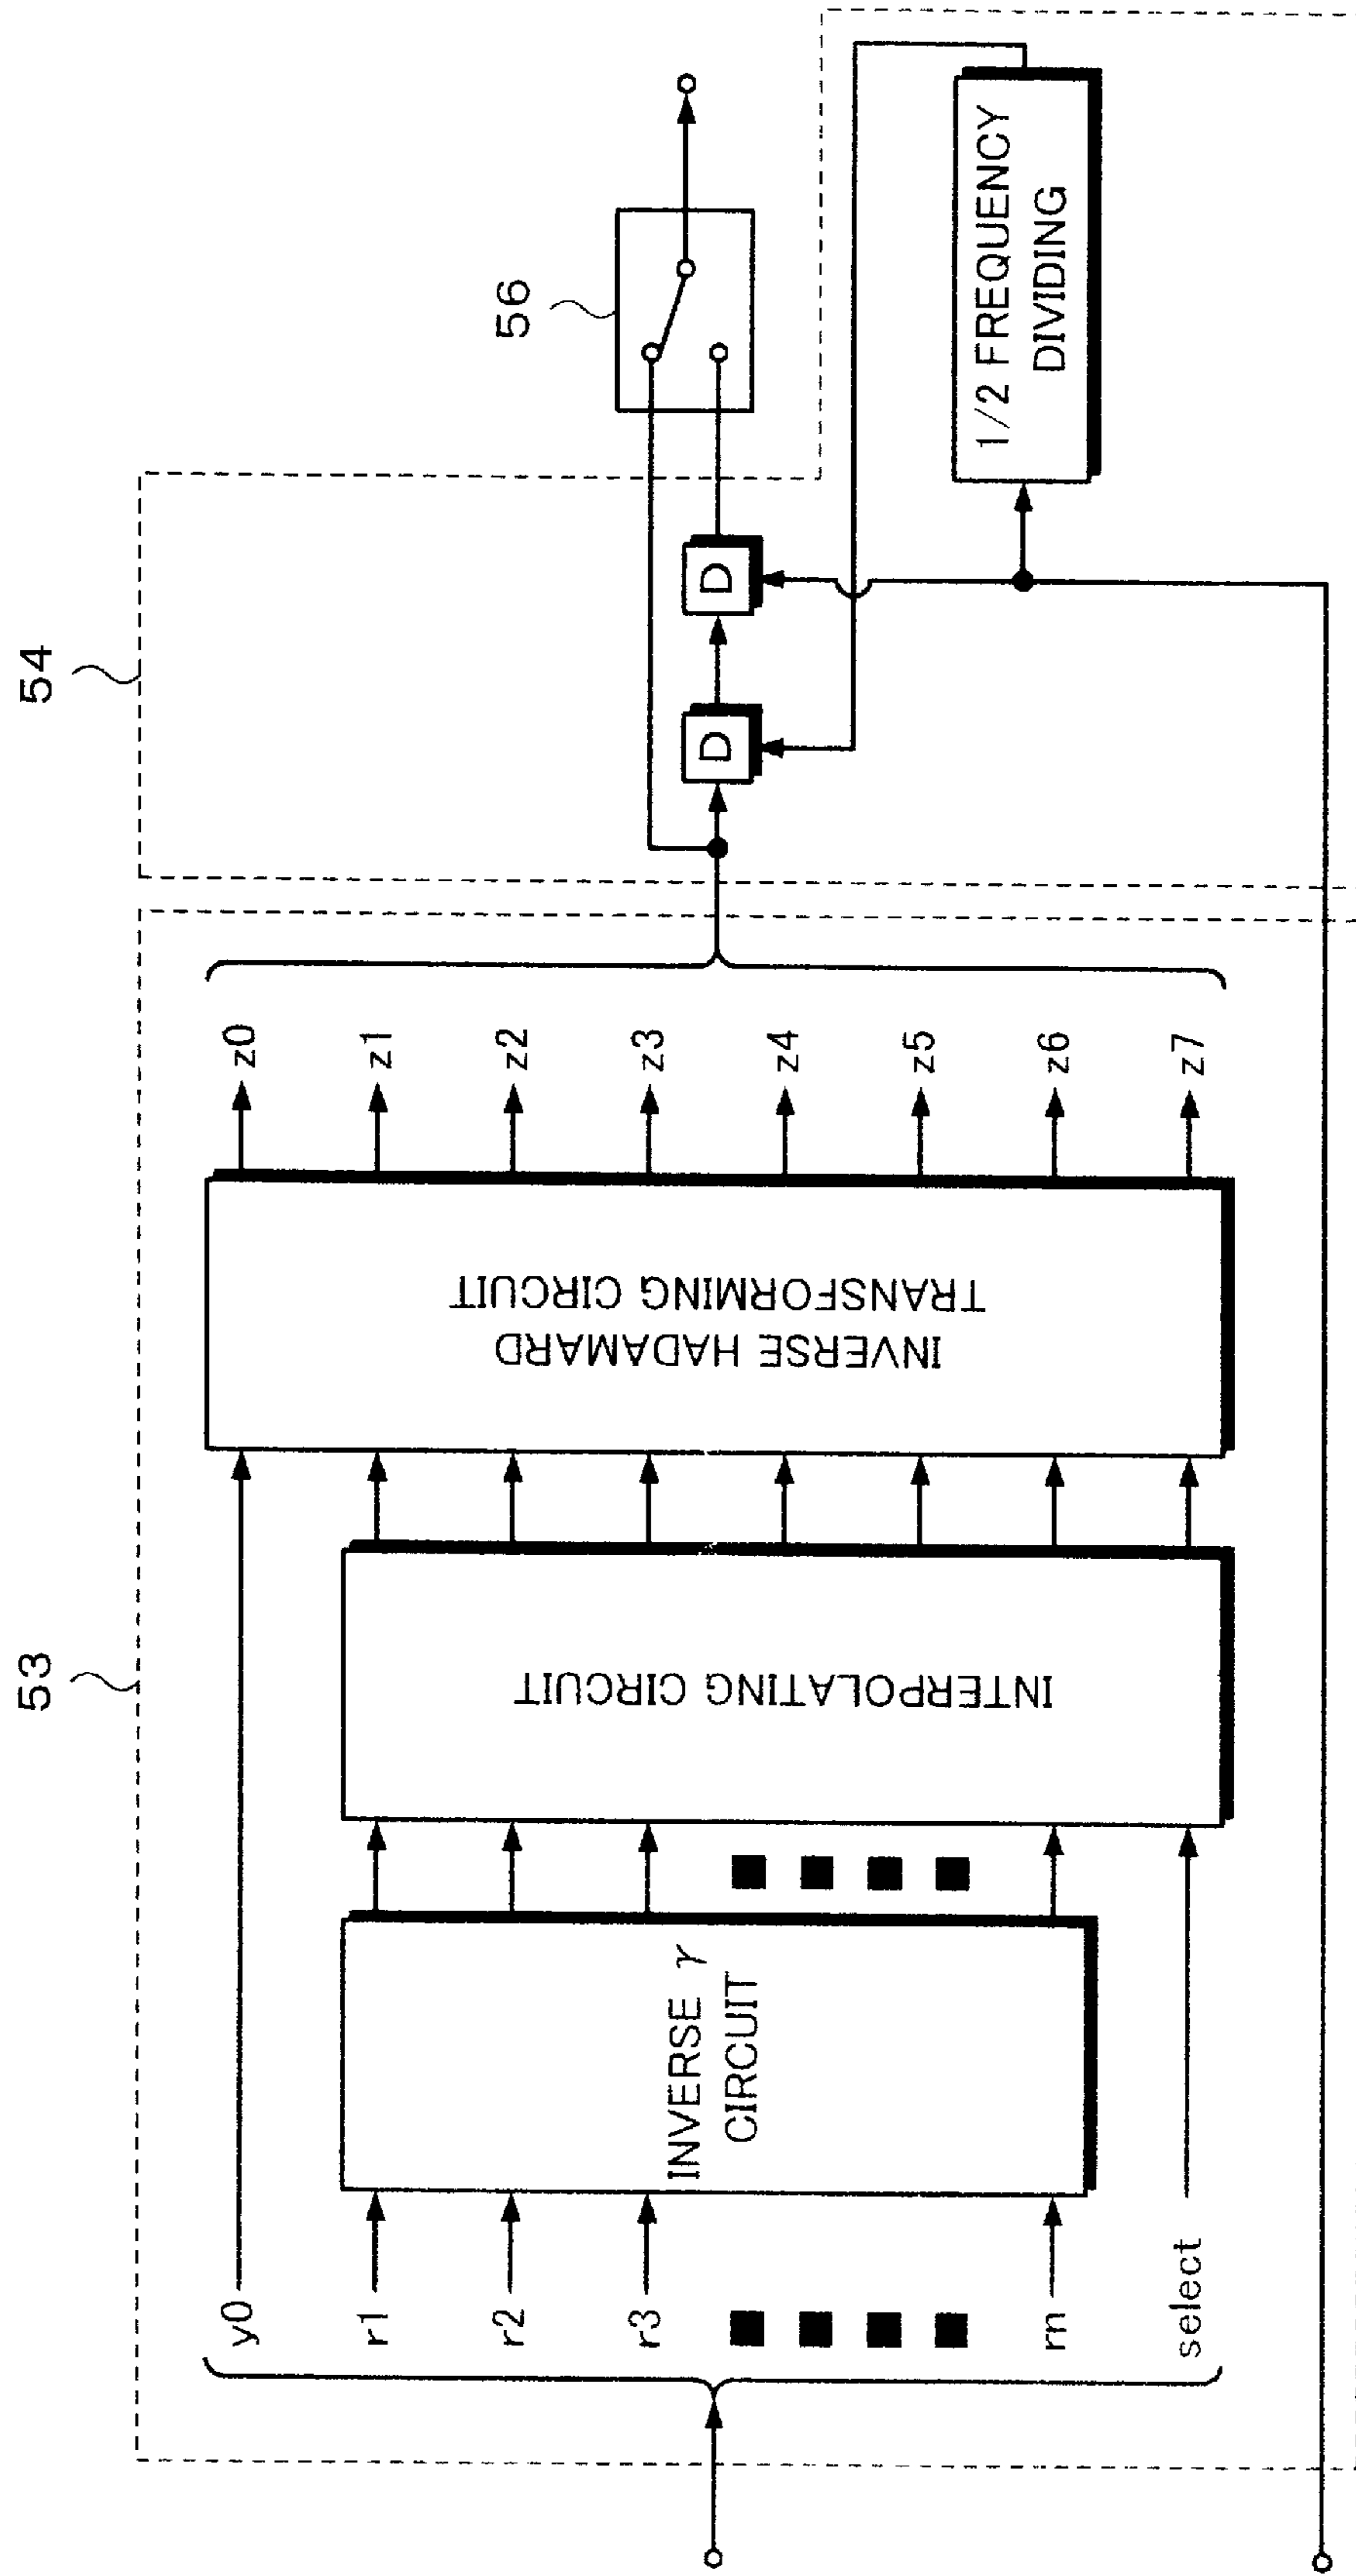 53
54
56
y0
r1
r2
r3
rn
select
INVERSE γ
CIRCUIT
INTERPOLATING CIRCUIT
INVERSE HADAMARD
TRANSFORMING CIRCUIT
z0
z1
z2
z3
z4
z5
z6
z7
D
D
1/2 FREQUENCY
DIVIDING